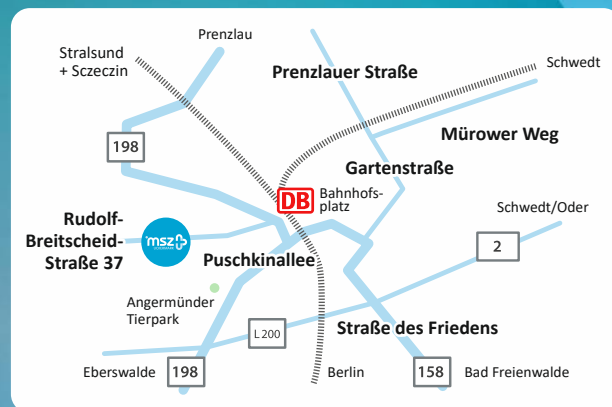 Prenzlau
Stralsund
+ Sczeczin
Prenzlauer Straße
Schwedt
Mürower Weg
198
Gartenstraße
DB
Bahnhofs-
platz
Schwedt/Oder
Rudolf-
Breitscheid-
Straße 37
msz
2
Puschkinallee
Angermünder
Tierpark
L 200
Straße des Friedens
Eberswalde
198
Berlin
158
Bad Freienwalde